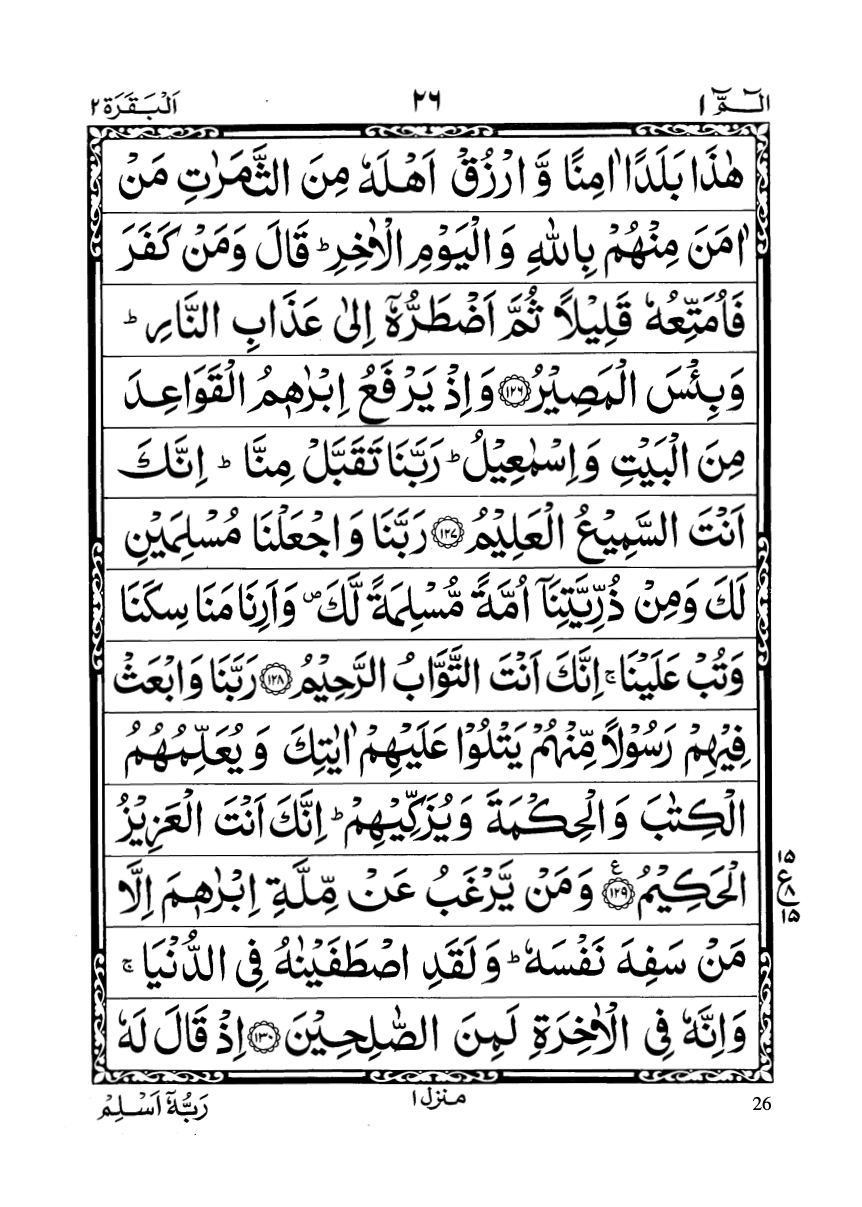 الٓـمّٓ ١ ٢٦ اَلْبَقَرَة ٢
هٰذَا بَلَدًا اٰمِنًا وَّ ارْزُقْ اَهْلَهٗ مِنَ الثَّمَرٰتِ مَنْ
اٰمَنَ مِنْهُمْ بِاللّٰهِ وَ الْيَوْمِ الْاٰخِرِ ؕ قَالَ وَمَنْ كَفَرَ
فَاُمَتِّعُهٗ قَلِيْلًا ثُمَّ اَضْطَرُّهٗۤ اِلٰى عَذَابِ النَّارِ ؕ
وَ بِئْسَ الْمَصِيْرُ ﴿١٢٦﴾ وَ اِذْ يَرْفَعُ اِبْرٰهٖمُ الْقَوَاعِدَ
مِنَ الْبَيْتِ وَ اِسْمٰعِيْلُ ؕ رَبَّنَا تَقَبَّلْ مِنَّا ؕ اِنَّكَ
اَنْتَ السَّمِيْعُ الْعَلِيْمُ ﴿١٢٧﴾ رَبَّنَا وَ اجْعَلْنَا مُسْلِمَيْنِ
لَكَ وَ مِنْ ذُرِّيَّتِنَاۤ اُمَّةً مُّسْلِمَةً لَّكَ ۪ وَ اَرِنَا مَنَا سِكَنَا
وَ تُبْ عَلَيْنَا ۚ اِنَّكَ اَنْتَ التَّوَّابُ الرَّحِيْمُ ﴿١٢٨﴾ رَبَّنَا وَ ابْعَثْ
فِيْهِمْ رَسُوْلًا مِّنْهُمْ يَتْلُوْا عَلَيْهِمْ اٰيٰتِكَ وَ يُعَلِّمُهُمُ
الْكِتٰبَ وَ الْحِكْمَةَ وَ يُزَكِّيْهِمْ ؕ اِنَّكَ اَنْتَ الْعَزِيْزُ
الْحَكِيْمُ ﴿١٢٩﴾ ع وَ مَنْ يَّرْغَبُ عَنْ مِّلَّةِ اِبْرٰهٖمَ اِلَّا
١٥
ع ٨
١٥
مَنْ سَفِهَ نَفْسَهٗ ؕ وَ لَقَدِ اصْطَفَيْنٰهُ فِى الدُّنْيَا ۚ
وَ اِنَّهٗ فِى الْاٰخِرَةِ لَمِنَ الصّٰلِحِيْنَ ﴿١٣٠﴾ اِذْ قَالَ لَهٗ
رَبُّهٗۤ اَسْلِمْ منزل ١ 26